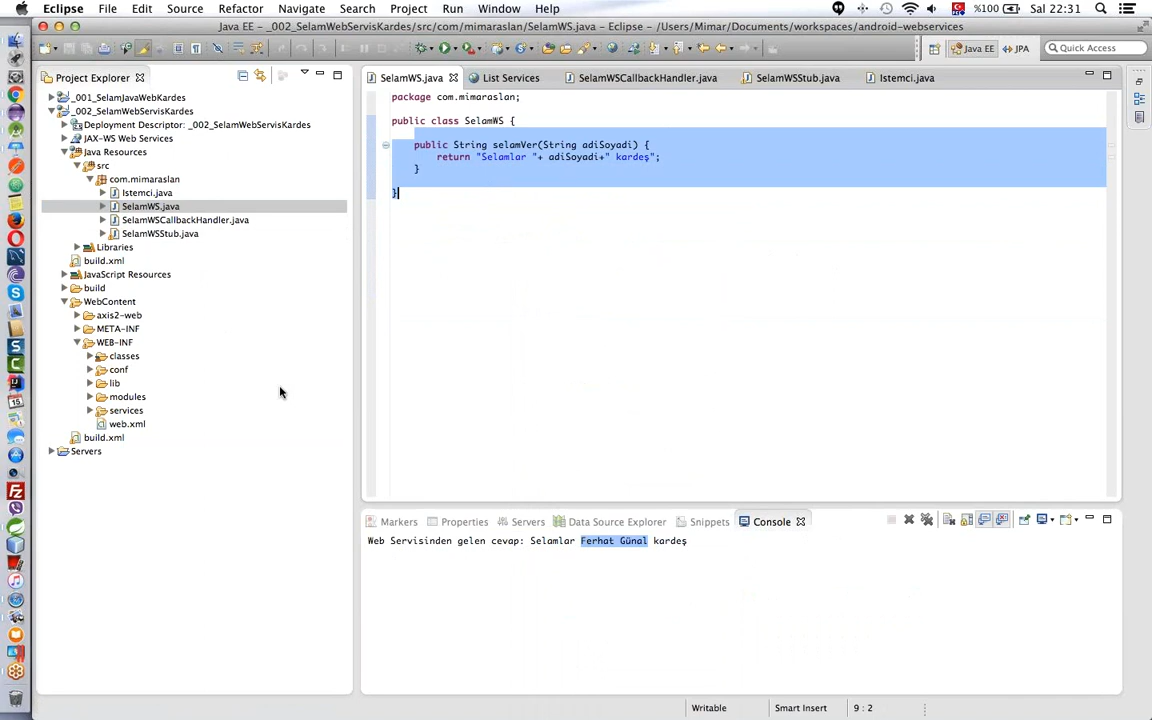 Eclipse File Edit Source Refactor Navigate Search Project Run Window Help %100 Sal 22:31
Java EE - _002_SelamWebServisKardes/src/com/mimaraslan/SelamWS.java - Eclipse - /Users/Mimar/Documents/workspaces/android-webservices
Java EE JPA Quick Access
Project Explorer
_001_SelamJavaWebKardes
_002_SelamWebServisKardes
Deployment Descriptor: _002_SelamWebServisKardes
JAX-WS Web Services
Java Resources
src
com.mimaraslan
Istemci.java
SelamWS.java
SelamWSCallbackHandler.java
SelamWSStub.java
Libraries
build.xml
JavaScript Resources
build
WebContent
axis2-web
META-INF
WEB-INF
classes
conf
lib
modules
services
web.xml
build.xml
Servers
SelamWS.java List Services SelamWSCallbackHandler.java SelamWSStub.java Istemci.java
package com.mimaraslan;
public class SelamWS {
public String selamVer(String adiSoyadi) {
return "Selamlar "+ adiSoyadi+" kardeş";
}
}
Markers Properties Servers Data Source Explorer Snippets Console
Web Servisinden gelen cevap: Selamlar Ferhat Günal kardeş
Writable Smart Insert 9 : 2